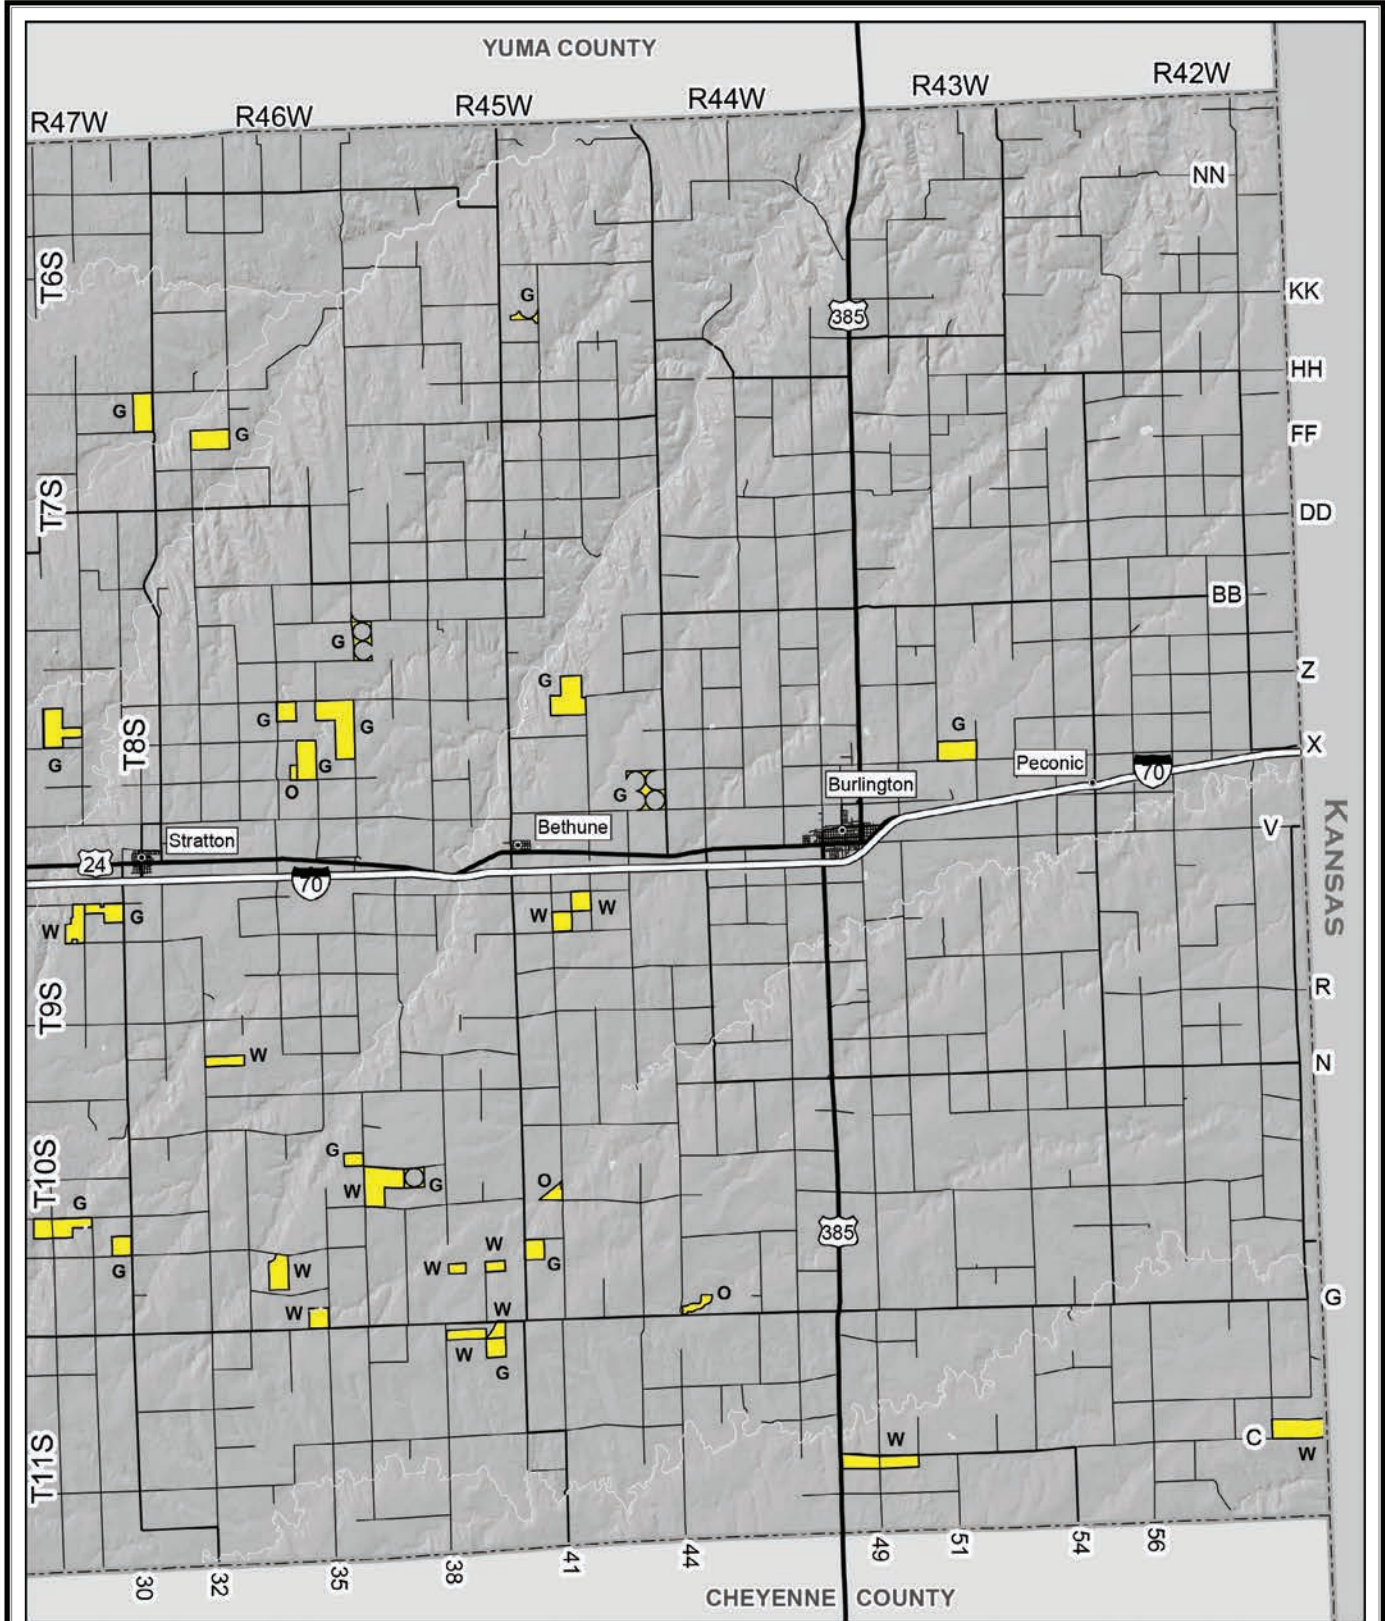 YUMA COUNTY
R47W
R46W
R45W
R44W
R43W
R42W
NN
T6S
G
KK
385
HH
G
G
FF
T7S
DD
BB
G
Z
G
G
G
G
T8S
X
G
G
Peconic
70
O
G
Burlington
Bethune
V
Stratton
24
70
KANSAS
G
W
W
W
T9S
R
W
N
G
T10S
W
G
O
G
385
W
G
G
W
W
W
O
G
W
W
G
W
C
T11S
W
30
32
35
38
41
44
49
51
54
56
CHEYENNE COUNTY